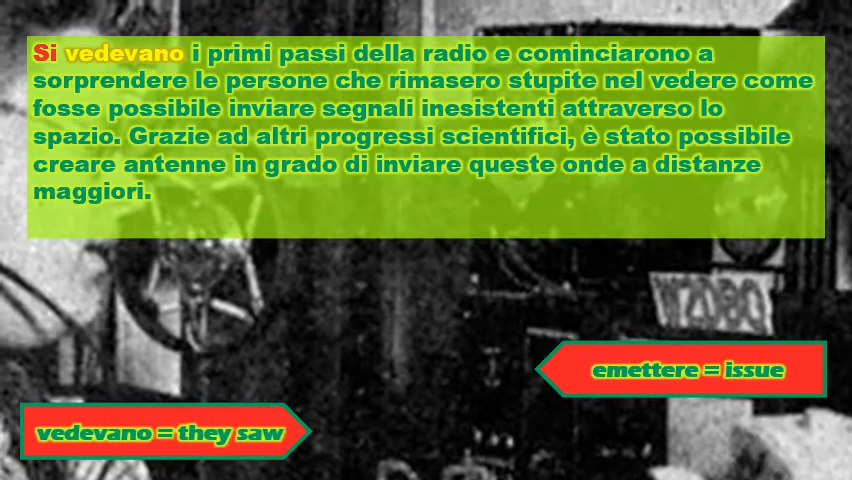 Si vedevano i primi passi della radio e cominciarono a
sorprendere le persone che rimasero stupite nel vedere come
fosse possibile inviare segnali inesistenti attraverso lo
spazio. Grazie ad altri progressi scientifici, è stato possibile
creare antenne in grado di inviare queste onde a distanze
maggiori.
W2OBQ
emettere = issue
vedevano = they saw